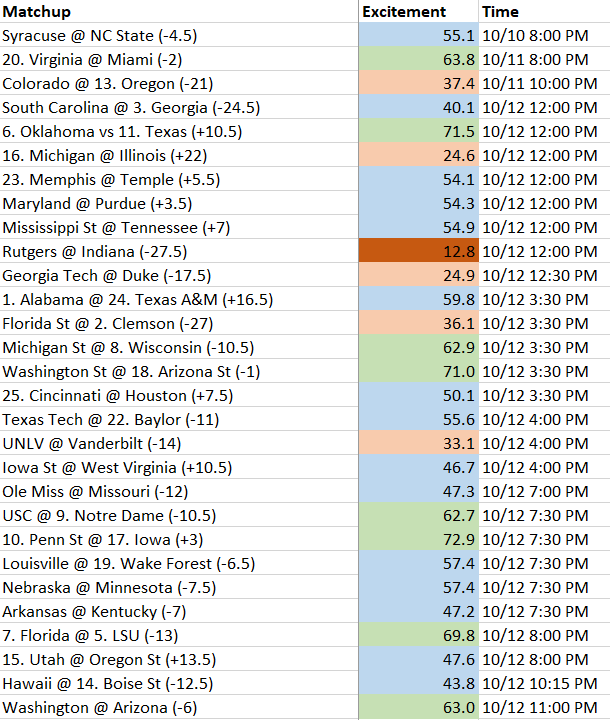 Matchup Excitement Time
Syracuse @ NC State (-4.5) 55.1 10/10 8:00 PM
20. Virginia @ Miami (-2) 63.8 10/11 8:00 PM
Colorado @ 13. Oregon (-21) 37.4 10/11 10:00 PM
South Carolina @ 3. Georgia (-24.5) 40.1 10/12 12:00 PM
6. Oklahoma vs 11. Texas (+10.5) 71.5 10/12 12:00 PM
16. Michigan @ Illinois (+22) 24.6 10/12 12:00 PM
23. Memphis @ Temple (+5.5) 54.1 10/12 12:00 PM
Maryland @ Purdue (+3.5) 54.3 10/12 12:00 PM
Mississippi St @ Tennessee (+7) 54.9 10/12 12:00 PM
Rutgers @ Indiana (-27.5) 12.8 10/12 12:00 PM
Georgia Tech @ Duke (-17.5) 24.9 10/12 12:30 PM
1. Alabama @ 24. Texas A&M (+16.5) 59.8 10/12 3:30 PM
Florida St @ 2. Clemson (-27) 36.1 10/12 3:30 PM
Michigan St @ 8. Wisconsin (-10.5) 62.9 10/12 3:30 PM
Washington St @ 18. Arizona St (-1) 71.0 10/12 3:30 PM
25. Cincinnati @ Houston (+7.5) 50.1 10/12 3:30 PM
Texas Tech @ 22. Baylor (-11) 55.6 10/12 4:00 PM
UNLV @ Vanderbilt (-14) 33.1 10/12 4:00 PM
Iowa St @ West Virginia (+10.5) 46.7 10/12 4:00 PM
Ole Miss @ Missouri (-12) 47.3 10/12 7:00 PM
USC @ 9. Notre Dame (-10.5) 62.7 10/12 7:30 PM
10. Penn St @ 17. Iowa (+3) 72.9 10/12 7:30 PM
Louisville @ 19. Wake Forest (-6.5) 57.4 10/12 7:30 PM
Nebraska @ Minnesota (-7.5) 57.4 10/12 7:30 PM
Arkansas @ Kentucky (-7) 47.2 10/12 7:30 PM
7. Florida @ 5. LSU (-13) 69.8 10/12 8:00 PM
15. Utah @ Oregon St (+13.5) 47.6 10/12 8:00 PM
Hawaii @ 14. Boise St (-12.5) 43.8 10/12 10:15 PM
Washington @ Arizona (-6) 63.0 10/12 11:00 PM